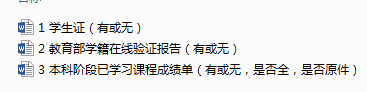 1 学生证（有或无）
2 教育部学籍在线验证报告（有或无）
3 本科阶段已学习课程成绩单（有或无，是否全，是否原件）